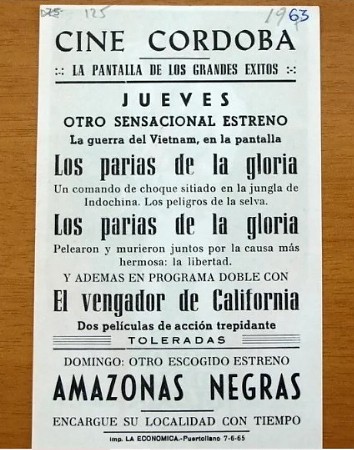 125
1963
CINE CORDOBA
LA PANTALLA DE LOS GRANDES EXITOS
JUEVES
OTRO SENSACIONAL ESTRENO
La guerra del Vietnam, en la pantalla
Los parias de la gloria
Un comando de choque sitiado en la jungla de
Indochina. Los peligros de la selva.
Los parias de la gloria
Pelearon y murieron juntos por la causa más
hermosa: la libertad.
Y ADEMAS EN PROGRAMA DOBLE CON
El vengador de California
Dos películas de acción trepidante
TOLERADAS
DOMINGO: OTRO ESCOGIDO ESTRENO
AMAZONAS NEGRAS
ENCARGUE SU LOCALIDAD CON TIEMPO
imp. LA ECONOMICA.-Puertollano 7-6-65